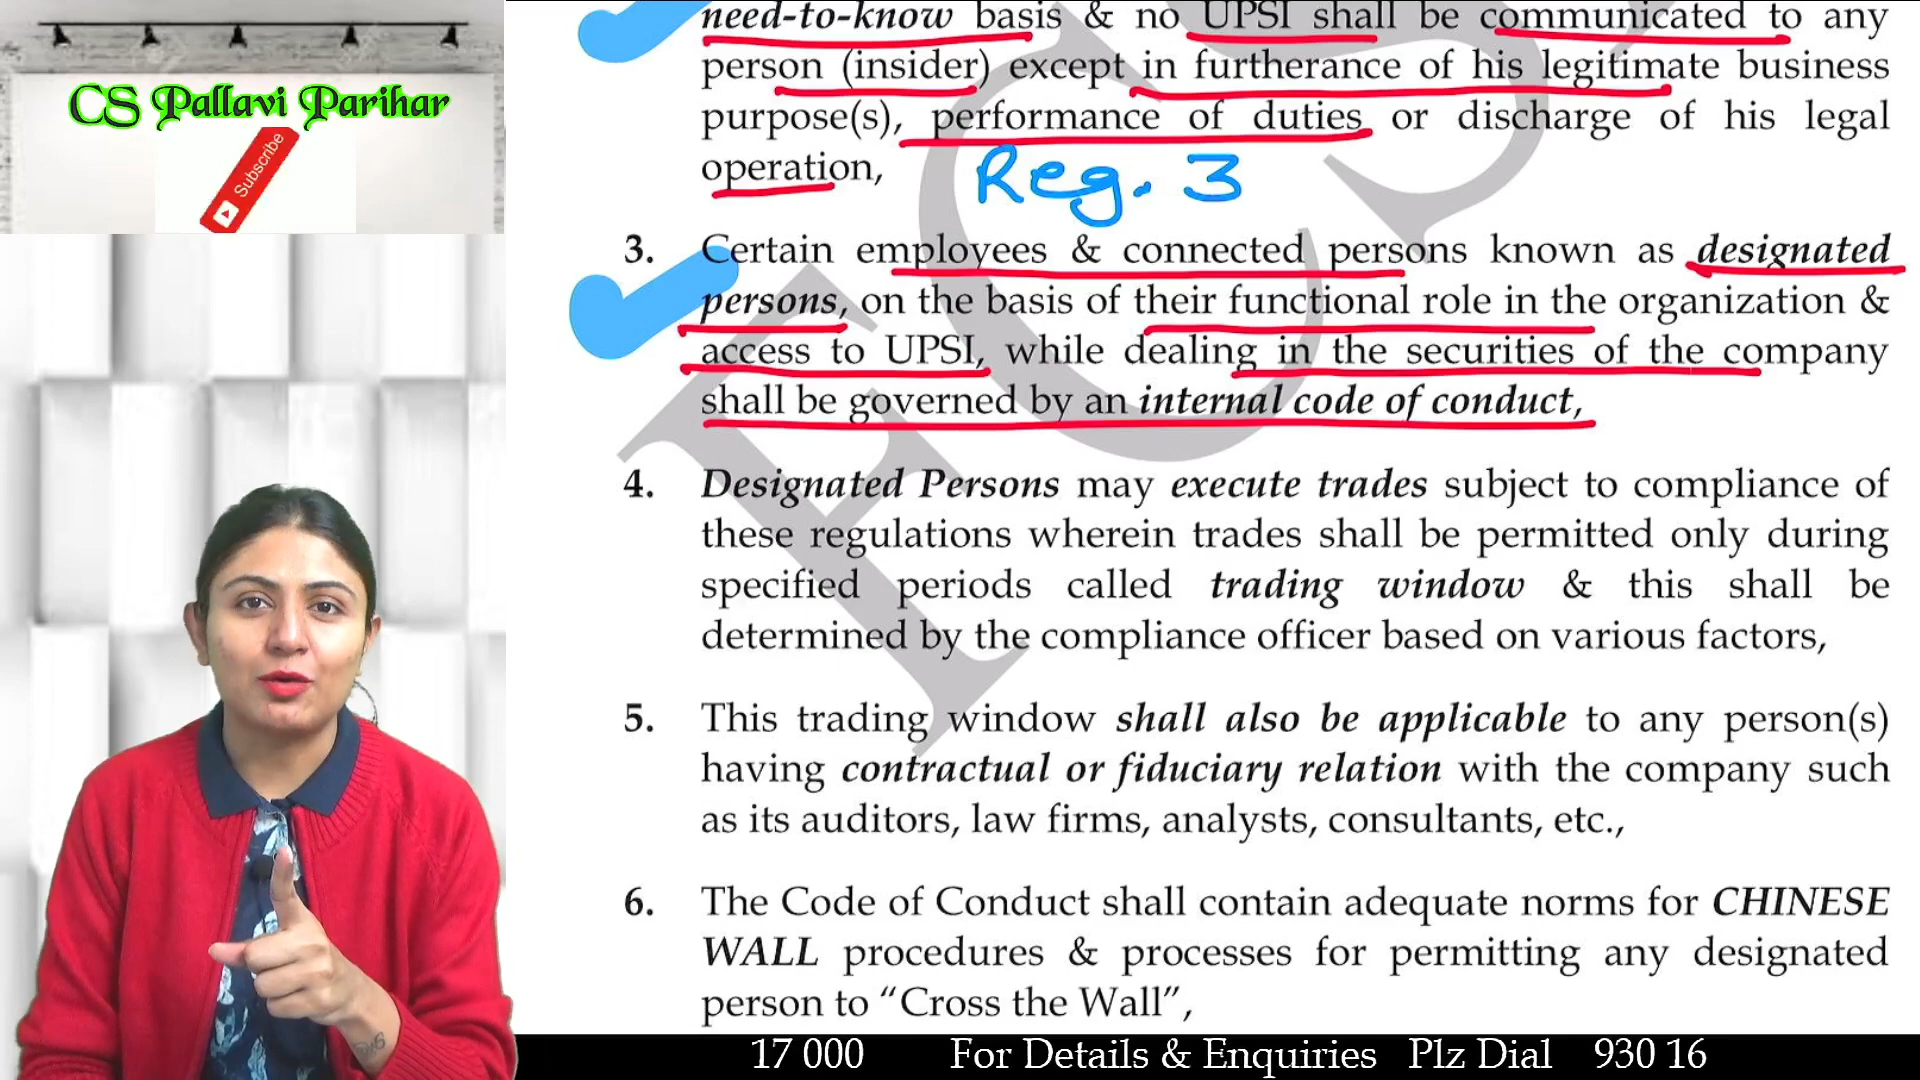 CS Pallavi Parihar
Subscribe
need-to-know basis & no UPSI shall be communicated to any
person (insider) except in furtherance of his legitimate business
purpose(s), performance of duties or discharge of his legal
operation,
Reg. 3
3. Certain employees & connected persons known as designated
persons, on the basis of their functional role in the organization &
access to UPSI, while dealing in the securities of the company
shall be governed by an internal code of conduct,
4. Designated Persons may execute trades subject to compliance of
these regulations wherein trades shall be permitted only during
specified periods called trading window & this shall be
determined by the compliance officer based on various factors,
5. This trading window shall also be applicable to any person(s)
having contractual or fiduciary relation with the company such
as its auditors, law firms, analysts, consultants, etc.,
6. The Code of Conduct shall contain adequate norms for CHINESE
WALL procedures & processes for permitting any designated
person to “Cross the Wall”,
17 000 For Details & Enquiries Plz Dial 930 16